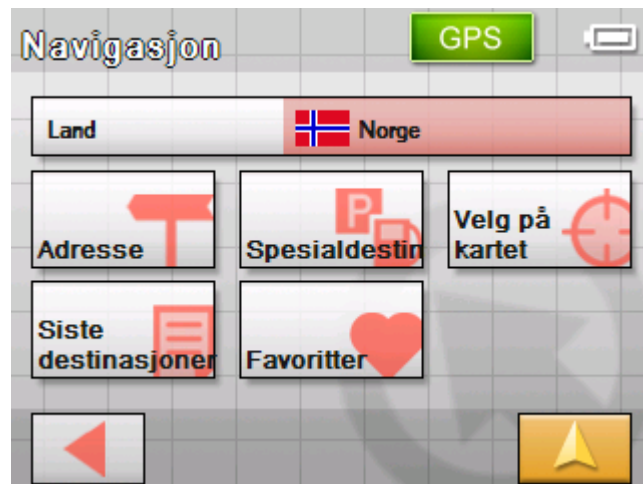 Navigasjon
GPS
Land
Norge
Adresse
P
Spesialdestin
Velg på
kartet
Siste
destinasjoner
Favoritter